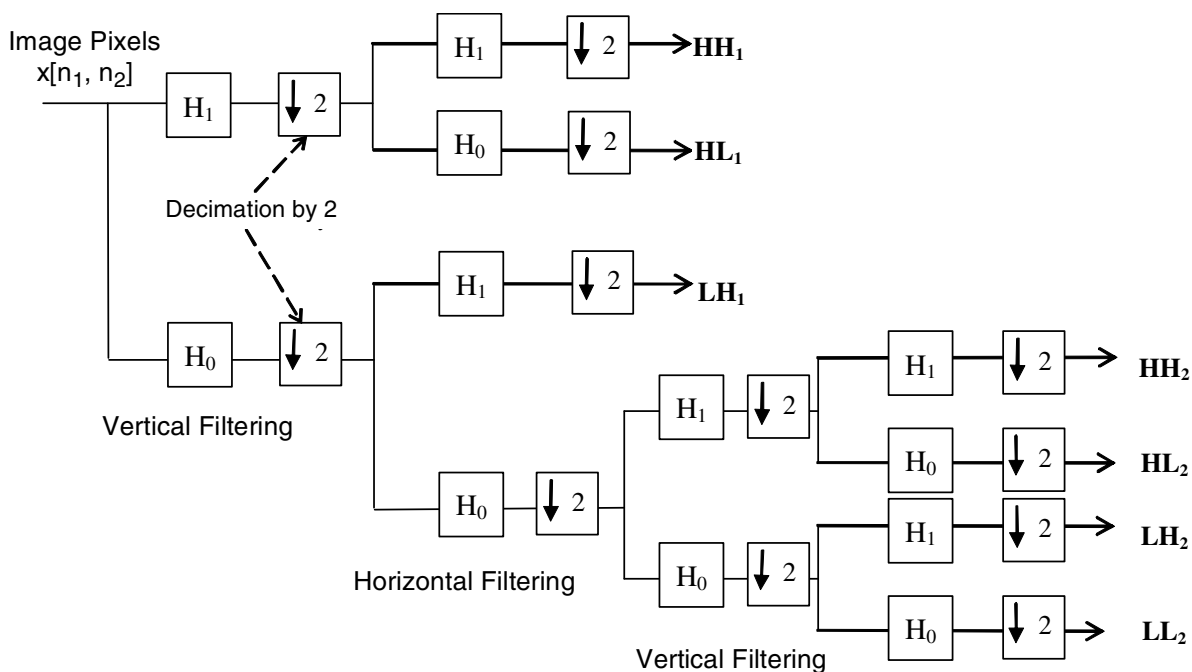 Image Pixels
x[n₁, n₂]
H₁ ↓ 2 H₁ ↓ 2 HH₁
H₀ ↓ 2 HL₁
Decimation by 2
H₁ ↓ 2 LH₁
H₀ ↓ 2
Vertical Filtering
H₁ ↓ 2 HH₂
H₁ ↓ 2
H₀ ↓ 2 HL₂
H₀ ↓ 2
H₁ ↓ 2 LH₂
Horizontal Filtering
H₀ ↓ 2
H₀ ↓ 2 LL₂
Vertical Filtering